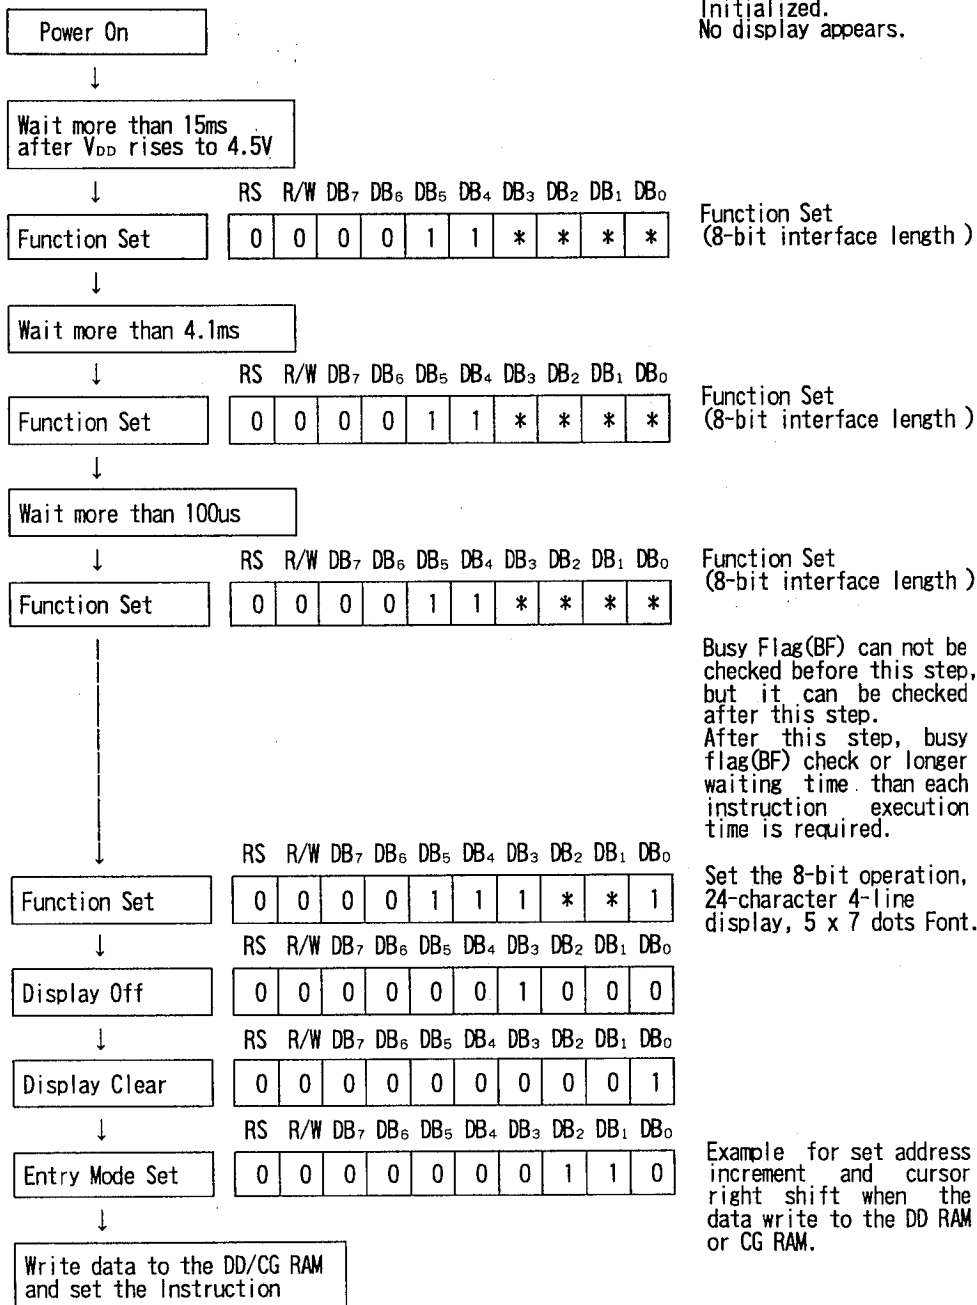 Initialized.
Power On
No display appears.
↓
Wait more than 15ms
after VDD rises to 4.5V
↓
RS R/W DB7 DB6 DB5 DB4 DB3 DB2 DB1 DB0
Function Set
0 0 0 0 1 1 * * * *
Function Set
(8-bit interface length )
↓
Wait more than 4.1ms
↓
RS R/W DB7 DB6 DB5 DB4 DB3 DB2 DB1 DB0
Function Set
0 0 0 0 1 1 * * * *
Function Set
(8-bit interface length )
↓
Wait more than 100us
↓
RS R/W DB7 DB6 DB5 DB4 DB3 DB2 DB1 DB0
Function Set
0 0 0 0 1 1 * * * *
Function Set
(8-bit interface length )
Busy Flag(BF) can not be
checked before this step,
but it can be checked
after this step.
After this step, busy
flag(BF) check or longer
waiting time than each
instruction execution
time is required.
↓
RS R/W DB7 DB6 DB5 DB4 DB3 DB2 DB1 DB0
Function Set
0 0 0 0 1 1 1 * * 1
Set the 8-bit operation,
24-character 4-line
display, 5 x 7 dots Font.
↓
RS R/W DB7 DB6 DB5 DB4 DB3 DB2 DB1 DB0
Display Off
0 0 0 0 0 0 1 0 0 0
↓
RS R/W DB7 DB6 DB5 DB4 DB3 DB2 DB1 DB0
Display Clear
0 0 0 0 0 0 0 0 0 1
↓
RS R/W DB7 DB6 DB5 DB4 DB3 DB2 DB1 DB0
Entry Mode Set
0 0 0 0 0 0 0 1 1 0
Example for set address
increment and cursor
right shift when the
data write to the DD RAM
or CG RAM.
↓
Write data to the DD/CG RAM
and set the Instruction